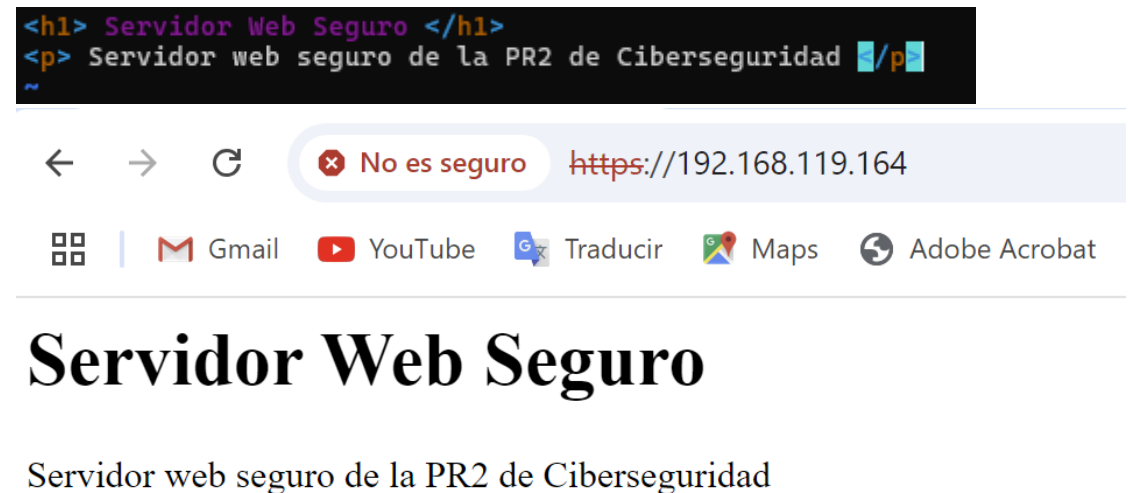 <h1> Servidor Web Seguro </h1>
<p> Servidor web seguro de la PR2 de Ciberseguridad </p>
~
No es seguro https://192.168.119.164
Gmail YouTube Traducir Maps Adobe Acrobat
Servidor Web Seguro
Servidor web seguro de la PR2 de Ciberseguridad